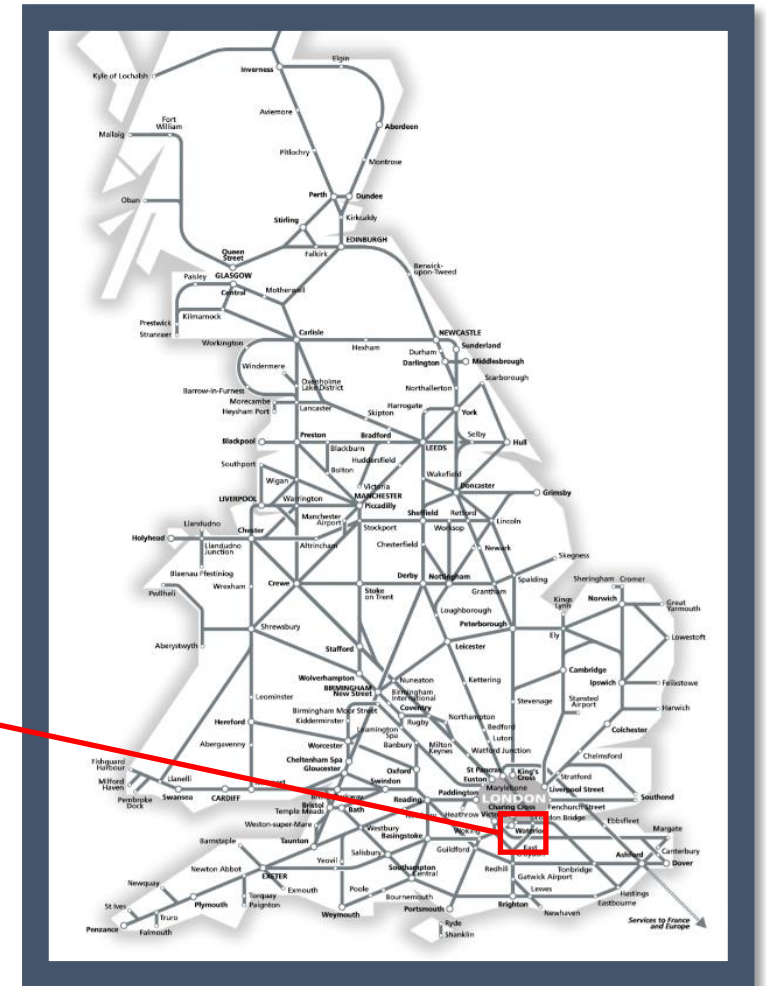 Elgin
Inverness
Kyle of Lochalsh
Aviemore
Fort
William
Mallaig
Aberdeen
Pitlochry
Montrose
Perth
Dundee
Oban
Stirling
Kirkcaldy
EDINBURGH
Queen
Street
Falkirk
Berwick-
upon-Tweed
Paisley
GLASGOW
Central
Motherwell
Kilmarnock
Prestwick
Stranraer
Carlisle
NEWCASTLE
Workington
Hexham
Durham
Sunderland
Darlington
Middlesbrough
Windermere
Oxenholme
Lake District
Northallerton
Scarborough
Barrow-in-Furness
Morecambe
Heysham Port
Lancaster
Harrogate
York
Skipton
Blackpool
Preston
Bradford
Selby
Hull
Blackburn
LEEDS
Southport
Huddersfield
Bolton
Wakefield
Wigan
Victoria
Doncaster
MANCHESTER
Grimsby
LIVERPOOL
Warrington
Piccadilly
Sheffield
Retford
Llandudno
Manchester
Airport
Stockport
Worksop
Lincoln
Holyhead
Chester
Llandudno
Junction
Altrincham
Chesterfield
Newark
Skegness
Blaenau Ffestiniog
Pwllheli
Wrexham
Crewe
Stoke
on Trent
Derby
Nottingham
Grantham
Spalding
Sheringham
Cromer
Kings
Lynn
Norwich
Great
Yarmouth
Loughborough
Peterborough
Aberystwyth
Shrewsbury
Ely
Lowestoft
Stafford
Leicester
Wolverhampton
Nuneaton
Kettering
Cambridge
BIRMINGHAM
New Street
Birmingham
International
Ipswich
Felixstowe
Leominster
Coventry
Stevenage
Stansted
Airport
Harwich
Birmingham Moor Street
Kidderminster
Rugby
Northampton
Hereford
Leamington
Spa
Bedford
Colchester
Abergavenny
Worcester
Banbury
Milton
Keynes
Luton
Watford Junction
Chelmsford
Fishguard
Harbour
Cheltenham Spa
Gloucester
Oxford
St Pancras
King's
Cross
Stratford
Milford
Haven
Llanelli
Swindon
Euston
Marylebone
Liverpool Street
Pembroke
Dock
Swansea
CARDIFF
Reading
Paddington
LONDON
Fenchurch Street
Southend
Bristol
Temple Meads
Bath
Heathrow
Charing Cross
Ebbsfleet
Weston-super-Mare
Westbury
Basingstoke
Woking
Waterloo
Margate
Barnstaple
Taunton
Salisbury
Guildford
East
Canterbury
Newton Abbot
Yeovil
Southampton
Central
Redhill
Tonbridge
Ashford
Dover
Newquay
EXETER
Gatwick Airport
Exmouth
Poole
Lewes
Hastings
St Ives
Plymouth
Torquay
Paignton
Bournemouth
Portsmouth
Brighton
Eastbourne
Truro
Weymouth
Newhaven
Penzance
Falmouth
Ryde
Shanklin
Services to France
and Europe